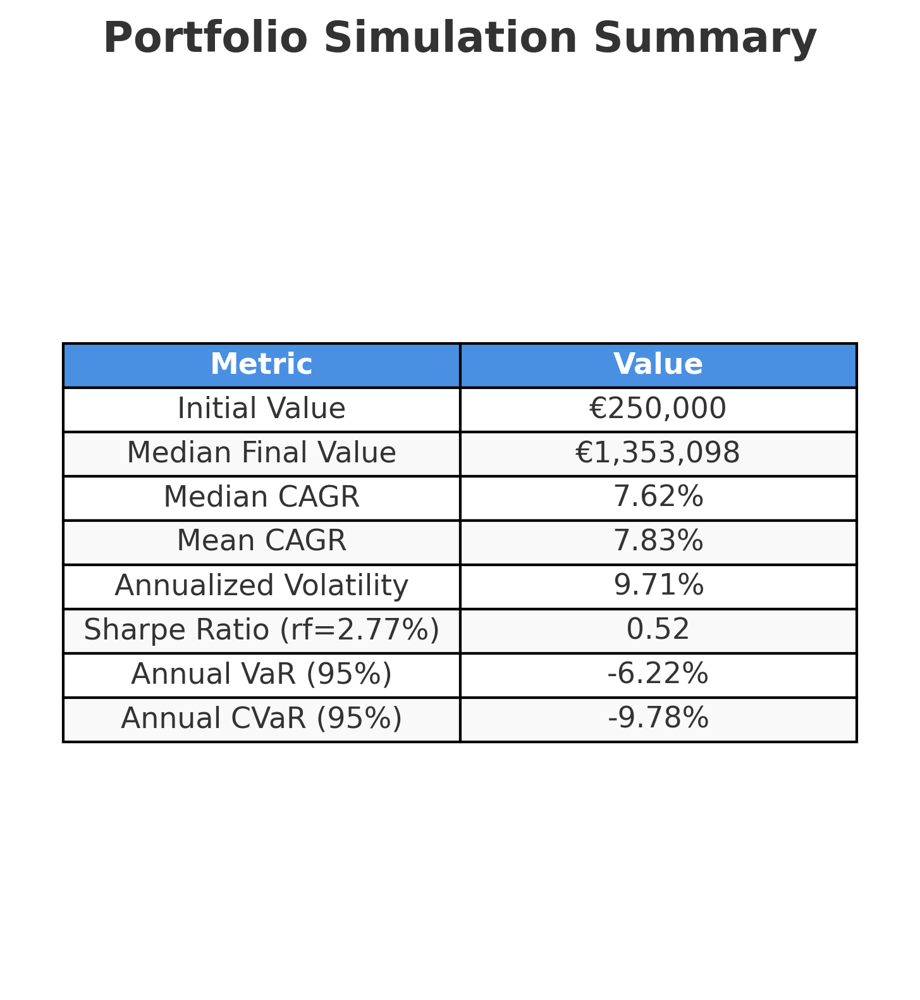 Portfolio Simulation Summary
Metric Value
Initial Value €250,000
Median Final Value €1,353,098
Median CAGR 7.62%
Mean CAGR 7.83%
Annualized Volatility 9.71%
Sharpe Ratio (rf=2.77%) 0.52
Annual VaR (95%) -6.22%
Annual CVaR (95%) -9.78%